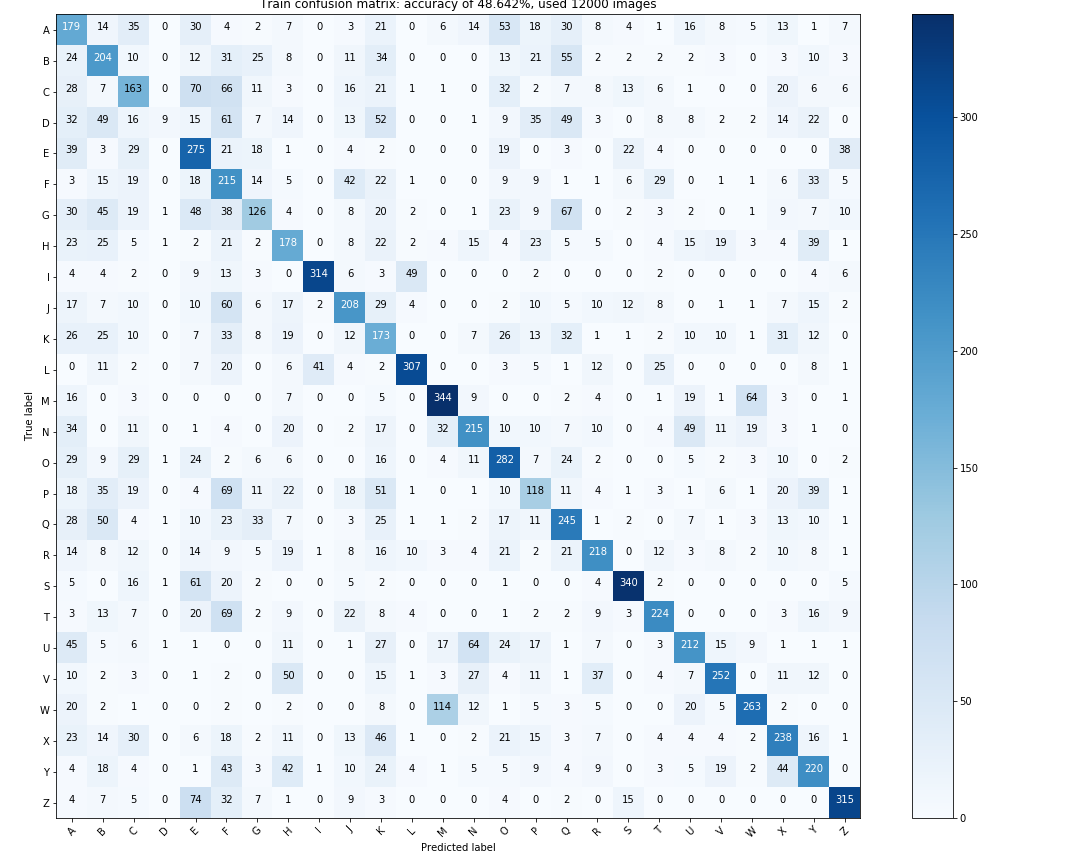 Train confusion matrix: accuracy of 48.642%, used 12000 images
A 179 14 35 0 30 4 2 7 0 3 21 0 6 14 53 18 30 8 4 1 16 8 5 13 1 7
B 24 204 10 0 12 31 25 8 0 11 34 0 0 0 13 21 55 2 2 2 2 3 0 3 10 3
C 28 7 163 0 70 66 11 3 0 16 21 1 1 0 32 2 7 8 13 6 1 0 0 20 6 6
D 32 49 16 9 15 61 7 14 0 13 52 0 0 1 9 35 49 3 0 8 8 2 2 14 22 0
E 39 3 29 0 275 21 18 1 0 4 2 0 0 0 19 0 3 0 22 4 0 0 0 0 0 38
F 3 15 19 0 18 215 14 5 0 42 22 1 0 0 9 9 1 1 6 29 0 1 1 6 33 5
G 30 45 19 1 48 38 126 4 0 8 20 2 0 1 23 9 67 0 2 3 2 0 1 9 7 10
H 23 25 5 1 2 21 2 178 0 8 22 2 4 15 4 23 5 5 0 4 15 19 3 4 39 1
I 4 4 2 0 9 13 3 0 314 6 3 49 0 0 0 2 0 0 0 2 0 0 0 0 4 6
J 17 7 10 0 10 60 6 17 2 208 29 4 0 0 2 10 5 10 12 8 0 1 1 7 15 2
K 26 25 10 0 7 33 8 19 0 12 173 0 0 7 26 13 32 1 1 2 10 10 1 31 12 0
L 0 11 2 0 7 20 0 6 41 4 2 307 0 0 3 5 1 12 0 25 0 0 0 0 8 1
M 16 0 3 0 0 0 0 7 0 0 5 0 344 9 0 0 2 4 0 1 19 1 64 3 0 1
N 34 0 11 0 1 4 0 20 0 2 17 0 32 215 10 10 7 10 0 4 49 11 19 3 1 0
O 29 9 29 1 24 2 6 6 0 0 16 0 4 11 282 7 24 2 0 0 5 2 3 10 0 2
P 18 35 19 0 4 69 11 22 0 18 51 1 0 1 10 118 11 4 1 3 1 6 1 20 39 1
Q 28 50 4 1 10 23 33 7 0 3 25 1 1 2 17 11 245 1 2 0 7 1 3 13 10 1
R 14 8 12 0 14 9 5 19 1 8 16 10 3 4 21 2 21 218 0 12 3 8 2 10 8 1
S 5 0 16 1 61 20 2 0 0 5 2 0 0 0 1 0 0 4 340 2 0 0 0 0 0 5
T 3 13 7 0 20 69 2 9 0 22 8 4 0 0 1 2 2 9 3 224 0 0 0 3 16 9
U 45 5 6 1 1 0 0 11 0 1 27 0 17 64 24 17 1 7 0 3 212 15 9 1 1 1
V 10 2 3 0 1 2 0 50 0 0 15 1 3 27 4 11 1 37 0 4 7 252 0 11 12 0
W 20 2 1 0 0 2 0 2 0 0 8 0 114 12 1 5 3 5 0 0 20 5 263 2 0 0
X 23 14 30 0 6 18 2 11 0 13 46 1 0 2 21 15 3 7 0 4 4 4 2 238 16 1
Y 4 18 4 0 1 43 3 42 1 10 24 4 1 5 5 9 4 9 0 3 5 19 2 44 220 0
Z 4 7 5 0 74 32 7 1 0 9 3 0 0 0 4 0 2 0 15 0 0 0 0 0 0 315
A B C D E F G H I J K L M N O P Q R S T U V W X Y Z
True label
Predicted label
300
250
200
150
100
50
0